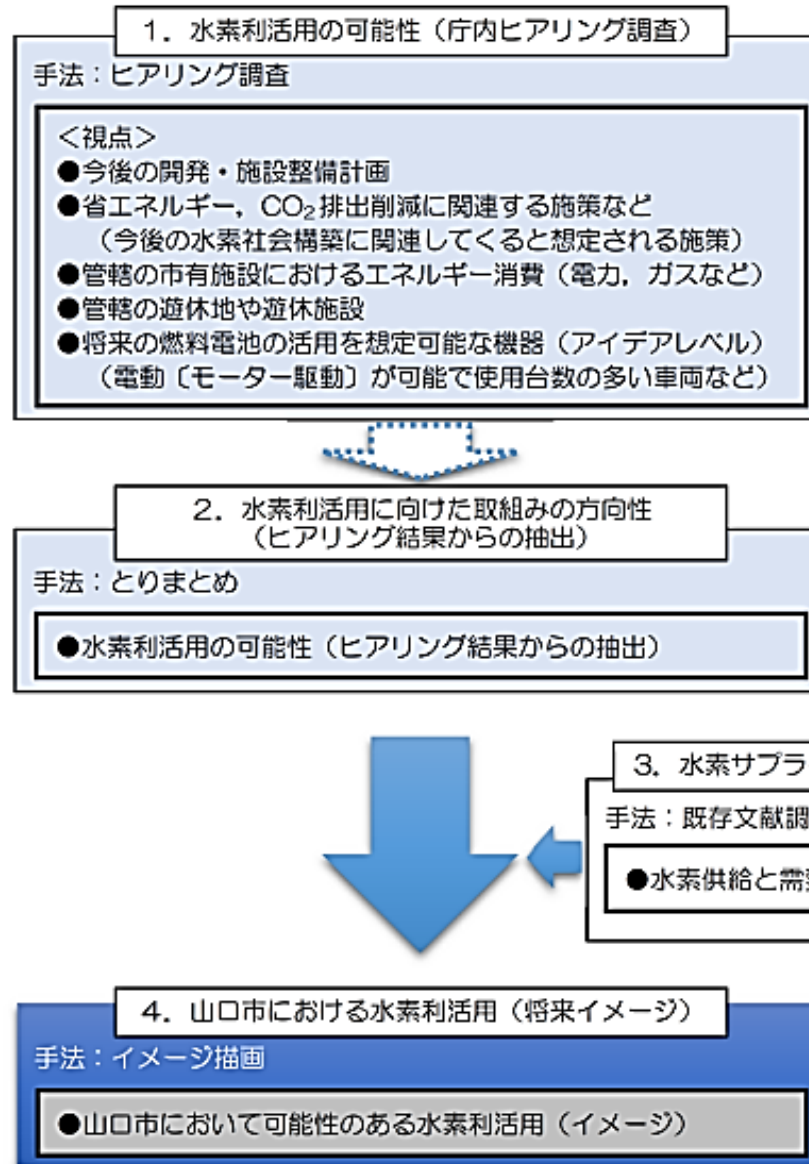 1．水素利活用の可能性（庁内ヒアリング調査）
手法：ヒアリング調査
＜視点＞
●今後の開発・施設整備計画
●省エネルギー，CO₂排出削減に関連する施策など
（今後の水素社会構築に関連してくると想定される施策）
●管轄の市有施設におけるエネルギー消費（電力，ガスなど）
●管轄の遊休地や遊休施設
●将来の燃料電池の活用を想定可能な機器（アイデアレベル）
（電動〔モーター駆動〕が可能で使用台数の多い車両など）
2．水素利活用に向けた取組みの方向性
（ヒアリング結果からの抽出）
手法：とりまとめ
●水素利活用の可能性（ヒアリング結果からの抽出）
3．水素サプラ
手法：既存文献調
●水素供給と需
4．山口市における水素利活用（将来イメージ）
手法：イメージ描画
●山口市において可能性のある水素利活用（イメージ）